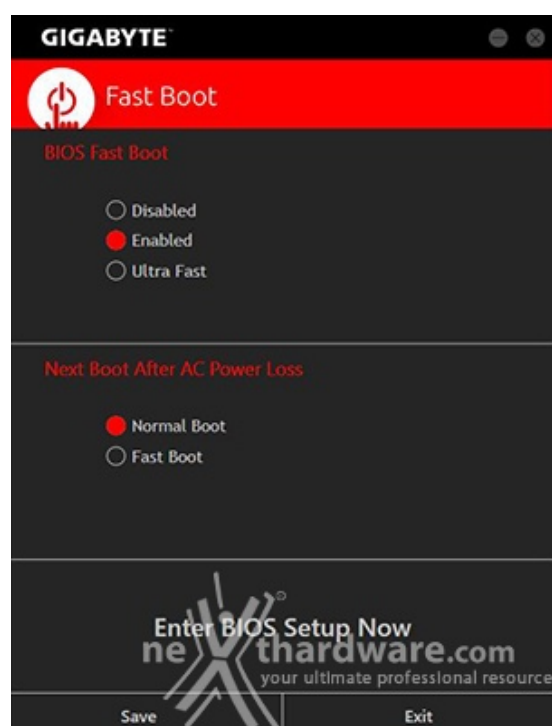 GIGABYTE
Fast Boot
BIOS Fast Boot
Disabled
Enabled
Ultra Fast
Next Boot After AC Power Loss
Normal Boot
Fast Boot
Enter BIOS Setup Now
nexthardware.com
your ultimate professional resource
Save
Exit